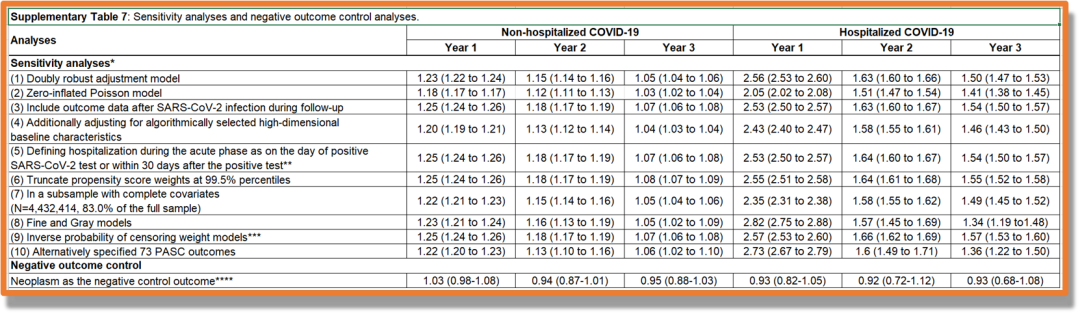 Supplementary Table 7: Sensitivity analyses and negative outcome control analyses.
Analyses
Non-hospitalized COVID-19 Hospitalized COVID-19
Year 1 Year 2 Year 3 Year 1 Year 2 Year 3
Sensitivity analyses*
(1) Doubly robust adjustment model 1.23 (1.22 to 1.24) 1.15 (1.14 to 1.16) 1.05 (1.04 to 1.06) 2.56 (2.53 to 2.60) 1.63 (1.60 to 1.66) 1.50 (1.47 to 1.53)
(2) Zero-inflated Poisson model 1.18 (1.17 to 1.17) 1.12 (1.11 to 1.13) 1.03 (1.02 to 1.04) 2.05 (2.02 to 2.08) 1.51 (1.47 to 1.54) 1.41 (1.38 to 1.45)
(3) Include outcome data after SARS-CoV-2 infection during follow-up 1.25 (1.24 to 1.26) 1.18 (1.17 to 1.19) 1.07 (1.06 to 1.08) 2.53 (2.50 to 2.57) 1.63 (1.60 to 1.67) 1.54 (1.50 to 1.57)
(4) Additionally adjusting for algorithmically selected high-dimensional
baseline characteristics 1.20 (1.19 to 1.21) 1.13 (1.12 to 1.14) 1.04 (1.03 to 1.04) 2.43 (2.40 to 2.47) 1.58 (1.55 to 1.61) 1.46 (1.43 to 1.50)
(5) Defining hospitalization during the acute phase as on the day of positive
SARS-CoV-2 test or within 30 days after the positive test** 1.25 (1.24 to 1.26) 1.18 (1.17 to 1.19) 1.07 (1.06 to 1.08) 2.53 (2.50 to 2.57) 1.64 (1.60 to 1.67) 1.54 (1.50 to 1.57)
(6) Truncate propensity score weights at 99.5% percentiles 1.25 (1.24 to 1.26) 1.18 (1.17 to 1.19) 1.08 (1.07 to 1.09) 2.55 (2.51 to 2.58) 1.64 (1.61 to 1.68) 1.55 (1.52 to 1.58)
(7) In a subsample with complete covariates
(N=4,432,414, 83.0% of the full sample) 1.22 (1.21 to 1.23) 1.15 (1.14 to 1.16) 1.05 (1.04 to 1.06) 2.35 (2.31 to 2.38) 1.58 (1.55 to 1.62) 1.49 (1.45 to 1.52)
(8) Fine and Gray models 1.23 (1.21 to 1.24) 1.16 (1.13 to 1.19) 1.05 (1.02 to 1.09) 2.82 (2.75 to 2.88) 1.57 (1.45 to 1.69) 1.34 (1.19 to1.48)
(9) Inverse probability of censoring weight models*** 1.25 (1.24 to 1.26) 1.18 (1.17 to 1.19) 1.07 (1.06 to 1.08) 2.57 (2.53 to 2.60) 1.66 (1.62 to 1.69) 1.57 (1.53 to 1.60)
(10) Alternatively specified 73 PASC outcomes 1.22 (1.20 to 1.23) 1.13 (1.10 to 1.16) 1.06 (1.02 to 1.10) 2.73 (2.67 to 2.79) 1.6 (1.49 to 1.71) 1.36 (1.22 to 1.50)
Negative outcome control
Neoplasm as the negative control outcome**** 1.03 (0.98-1.08) 0.94 (0.87-1.01) 0.95 (0.88-1.03) 0.93 (0.82-1.05) 0.92 (0.72-1.12) 0.93 (0.68-1.08)